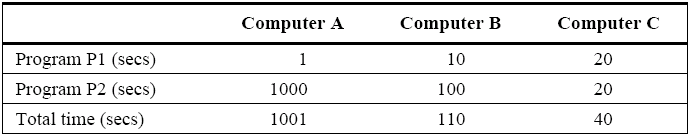 Computer A Computer B Computer C
Program P1 (secs) 1 10 20
Program P2 (secs) 1000 100 20
Total time (secs) 1001 110 40